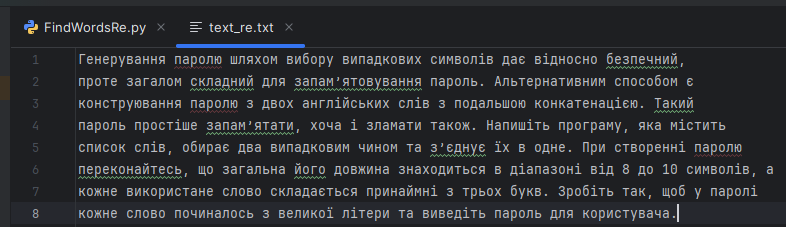 FindWordsRe.py × text_re.txt ×
1 Генерування паролю шляхом вибору випадкових символів дає відносно безпечний,
2 проте загалом складний для запам’ятовування пароль. Альтернативним способом є
3 конструювання паролю з двох англійських слів з подальшою конкатенацією. Такий
4 пароль простіше запам’ятати, хоча і зламати також. Напишіть програму, яка містить
5 список слів, обирає два випадковим чином та з’єднує їх в одне. При створенні паролю
6 переконайтесь, що загальна його довжина знаходиться в діапазоні від 8 до 10 символів, а
7 кожне використане слово складається принаймні з трьох букв. Зробіть так, щоб у паролі
8 кожне слово починалось з великої літери та виведіть пароль для користувача.